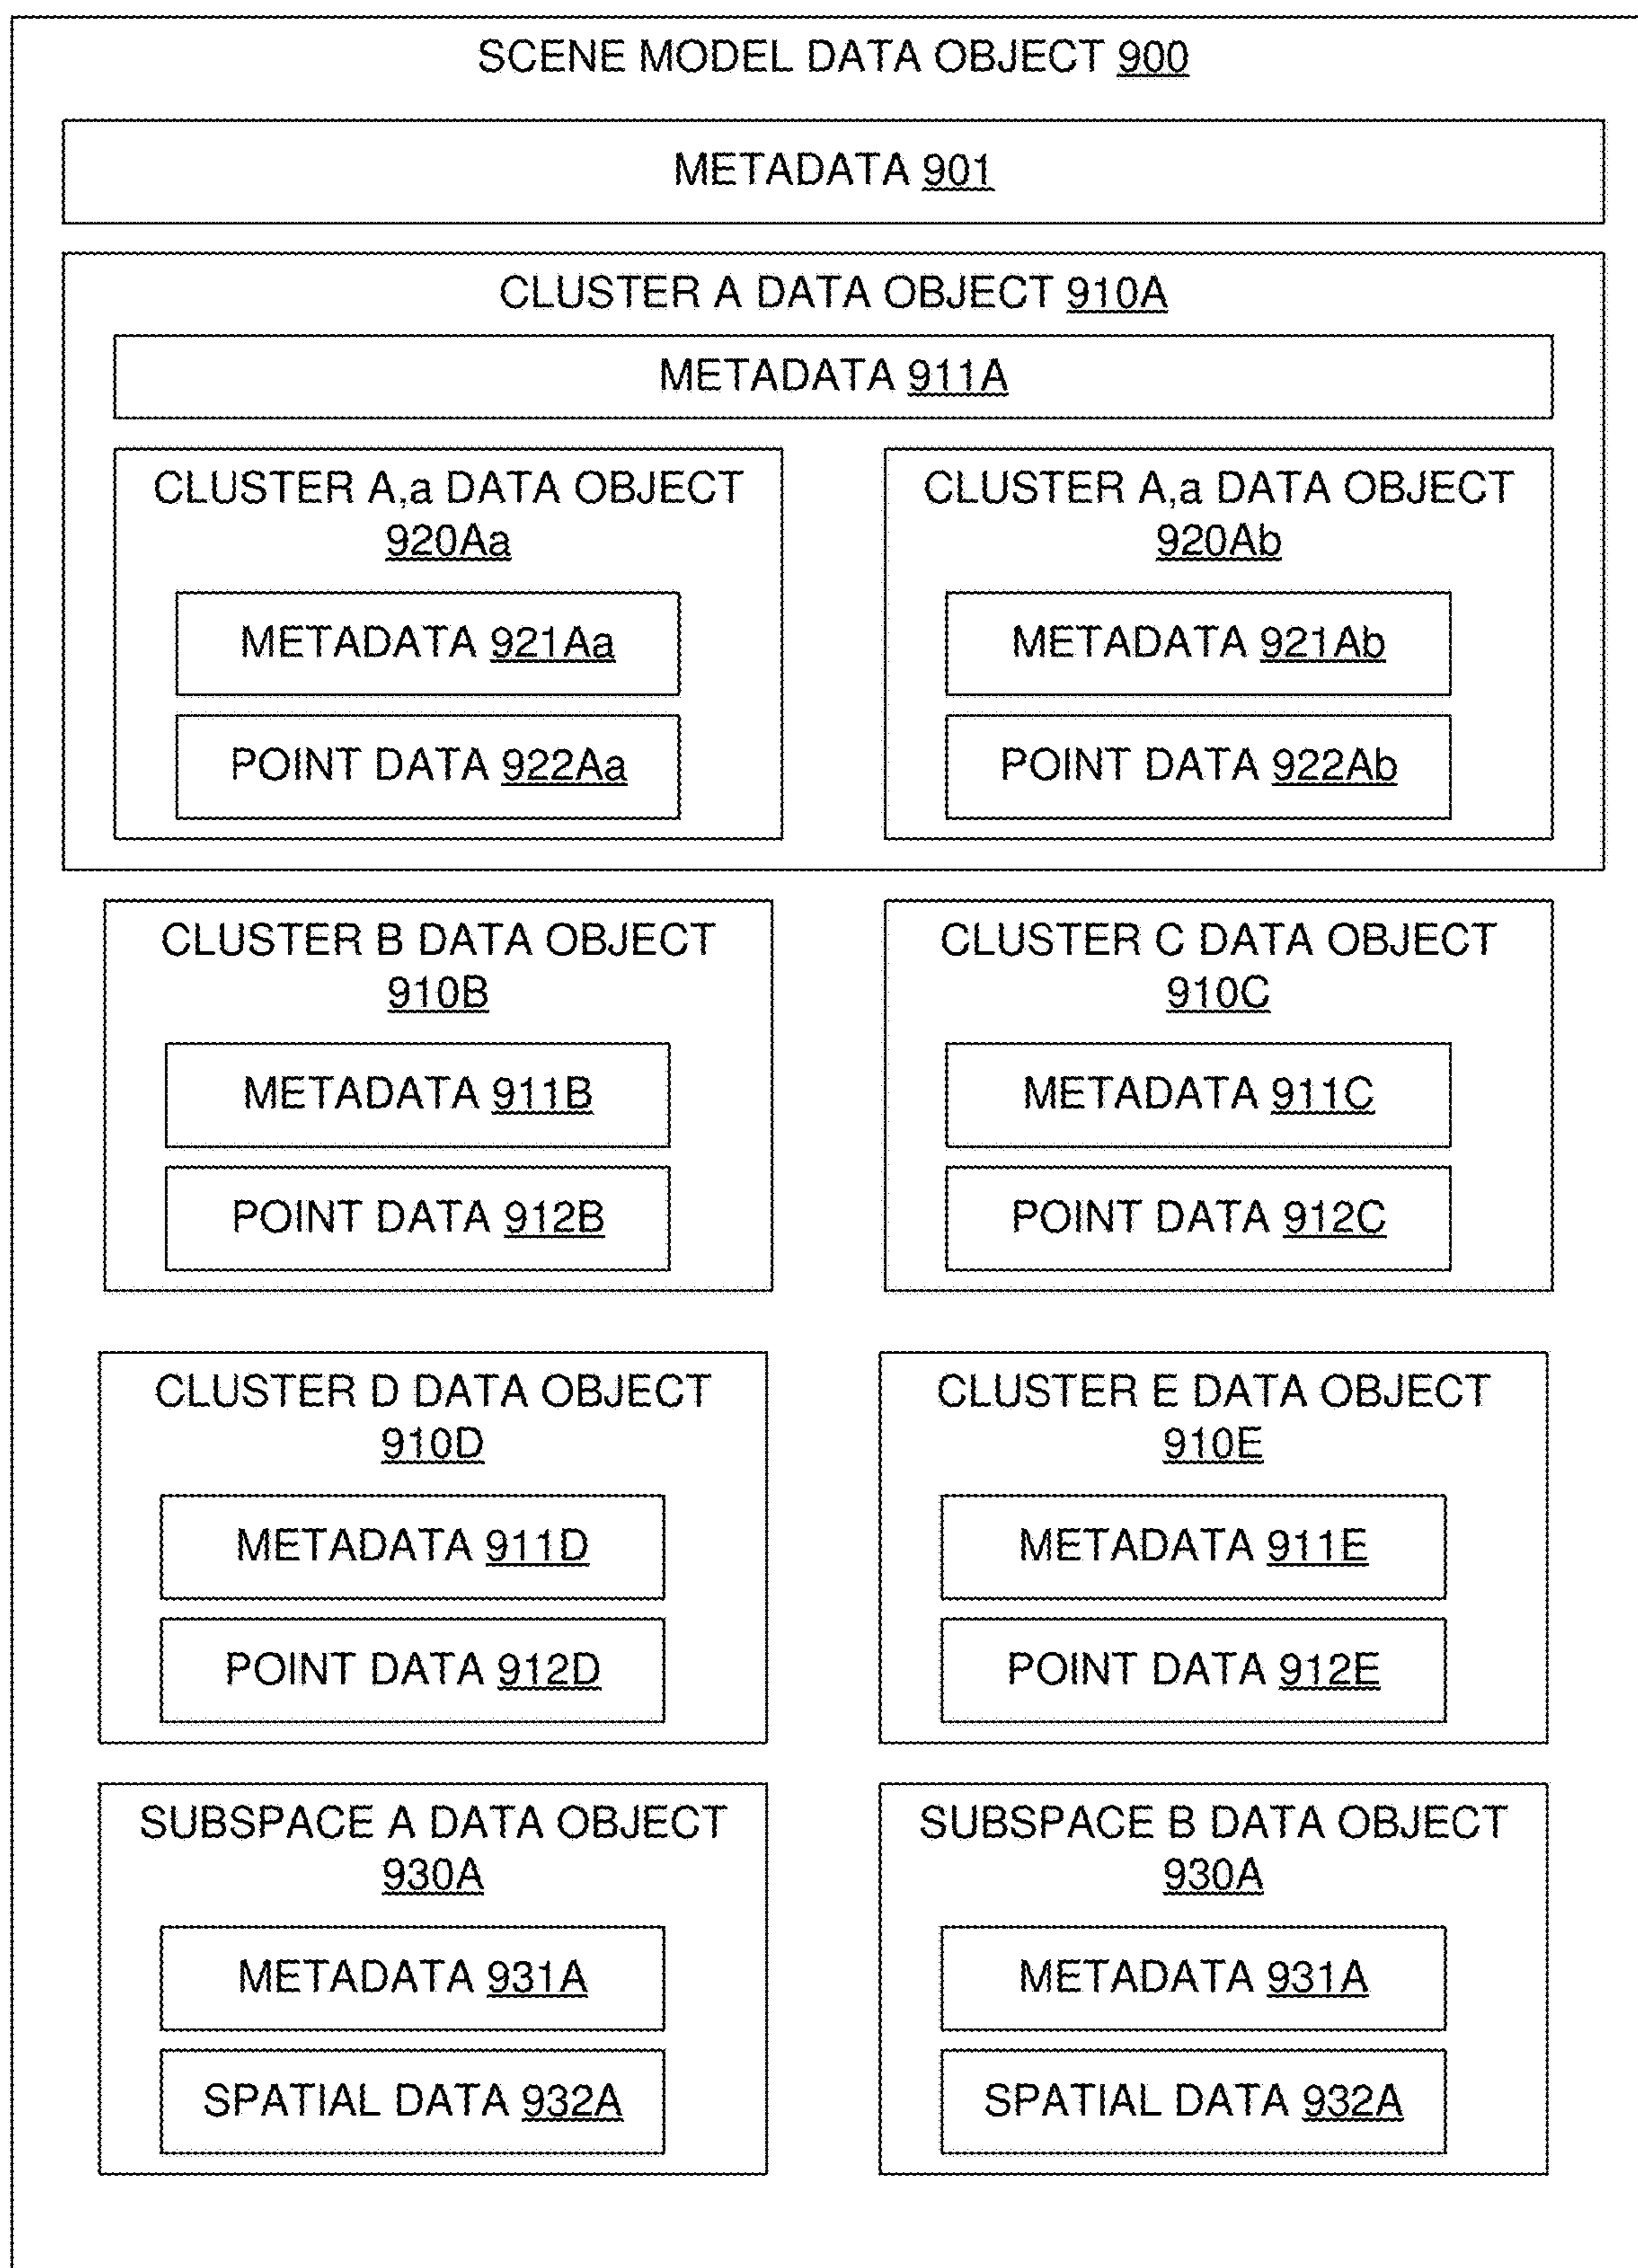 SCENE MODEL DATA OBJECT 900
METADATA 901
CLUSTER A DATA OBJECT 910A
METADATA 911A
CLUSTER A,a DATA OBJECT
920Aa
METADATA 921Aa
POINT DATA 922Aa
CLUSTER A,a DATA OBJECT
920Ab
METADATA 921Ab
POINT DATA 922Ab
CLUSTER B DATA OBJECT
910B
METADATA 911B
POINT DATA 912B
CLUSTER C DATA OBJECT
910C
METADATA 911C
POINT DATA 912C
CLUSTER D DATA OBJECT
910D
METADATA 911D
POINT DATA 912D
CLUSTER E DATA OBJECT
910E
METADATA 911E
POINT DATA 912E
SUBSPACE A DATA OBJECT
930A
METADATA 931A
SPATIAL DATA 932A
SUBSPACE B DATA OBJECT
930A
METADATA 931A
SPATIAL DATA 932A